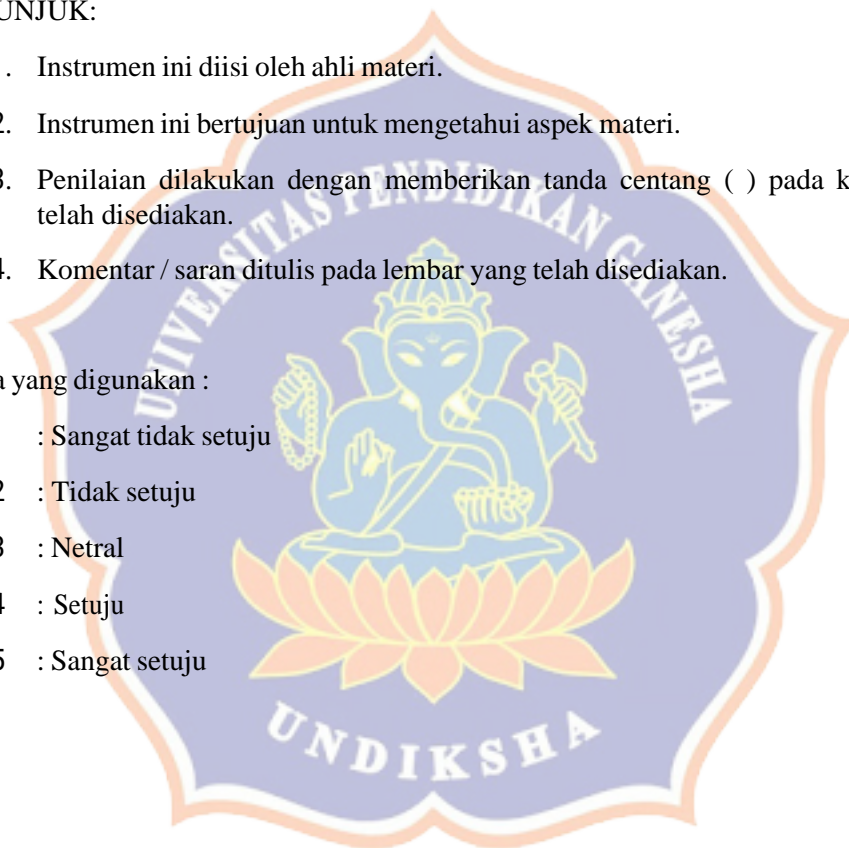 UNJUK:
. Instrumen ini diisi oleh ahli materi.
2. Instrumen ini bertujuan untuk mengetahui aspek materi.
3. Penilaian dilakukan dengan memberikan tanda centang ( ) pada k
telah disediakan.
4. Komentar / saran ditulis pada lembar yang telah disediakan.
a yang digunakan :
: Sangat tidak setuju
2 : Tidak setuju
3 : Netral
4 : Setuju
5 : Sangat setuju
UNIVERSITAS PENDIDIKAN GANESHA
UNDIKSHA